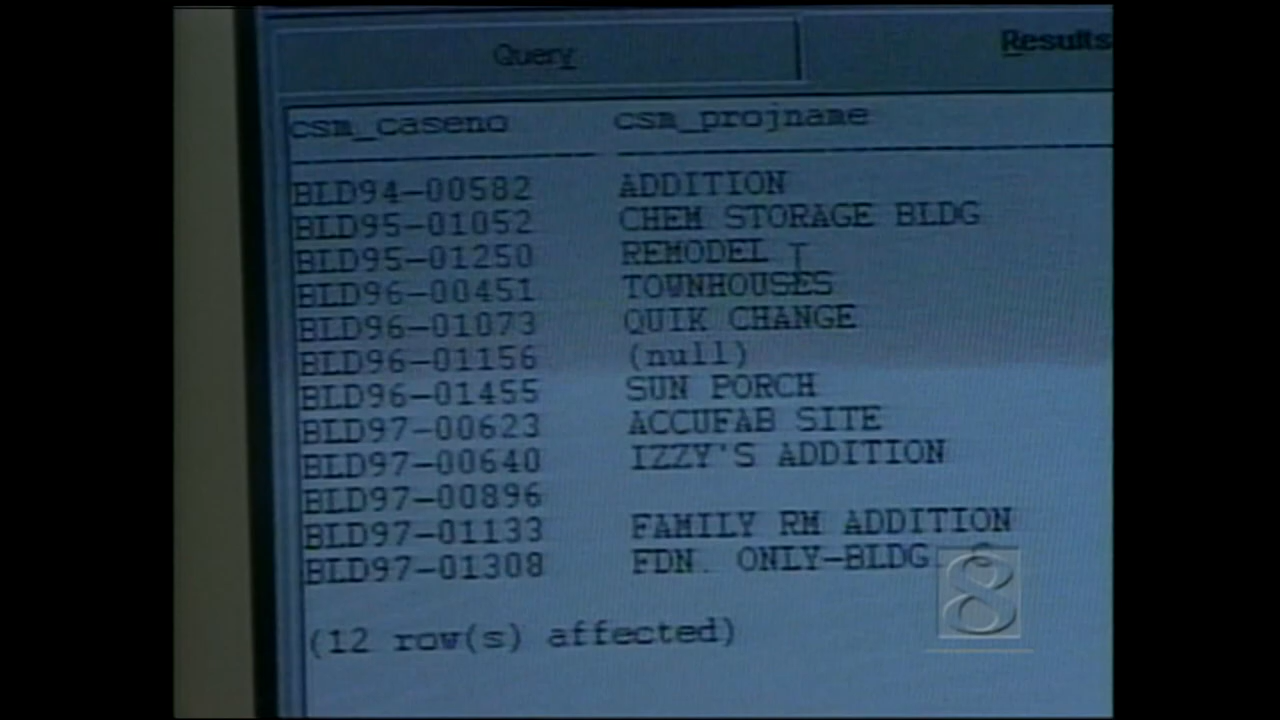 Query Results
csm_caseno csm_projname
BLD94-00582 ADDITION
BLD95-01052 CHEM STORAGE BLDG
BLD95-01250 REMODEL
BLD96-00451 TOWNHOUSES
BLD96-01073 QUIK CHANGE
BLD96-01156 (null)
BLD96-01455 SUN PORCH
BLD97-00623 ACCUFAB SITE
BLD97-00640 IZZY'S ADDITION
BLD97-00896
BLD97-01133 FAMILY RM ADDITION
BLD97-01308 FDN. ONLY-BLDG
(12 row(s) affected)
8